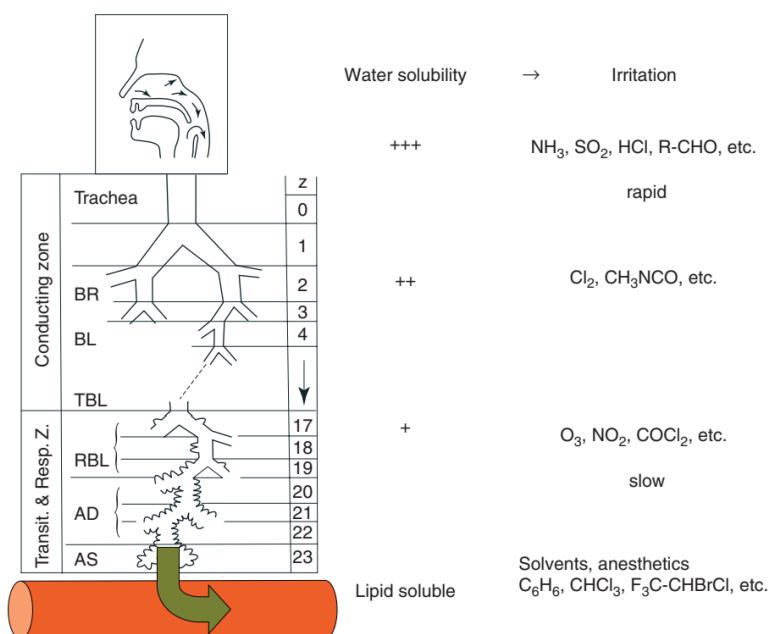 Water solubility → Irritation
+++ NH₃, SO₂, HCl, R-CHO, etc.
rapid
Conducting zone
z
Trachea
0
1
BR 2
3
BL 4
++ Cl₂, CH₃NCO, etc.
TBL
Transit. & Resp. Z.
17
18
RBL
19
+ O₃, NO₂, COCl₂, etc.
slow
20
AD 21
22
AS 23
Lipid soluble
Solvents, anesthetics
C₆H₆, CHCl₃, F₃C-CHBrCl, etc.